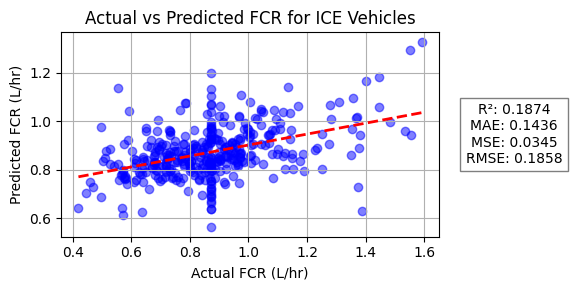 Actual vs Predicted FCR for ICE Vehicles
Predicted FCR (L/hr)
1.2
1.0
0.8
0.6
0.4 0.6 0.8 1.0 1.2 1.4 1.6
Actual FCR (L/hr)
R²: 0.1874
MAE: 0.1436
MSE: 0.0345
RMSE: 0.1858